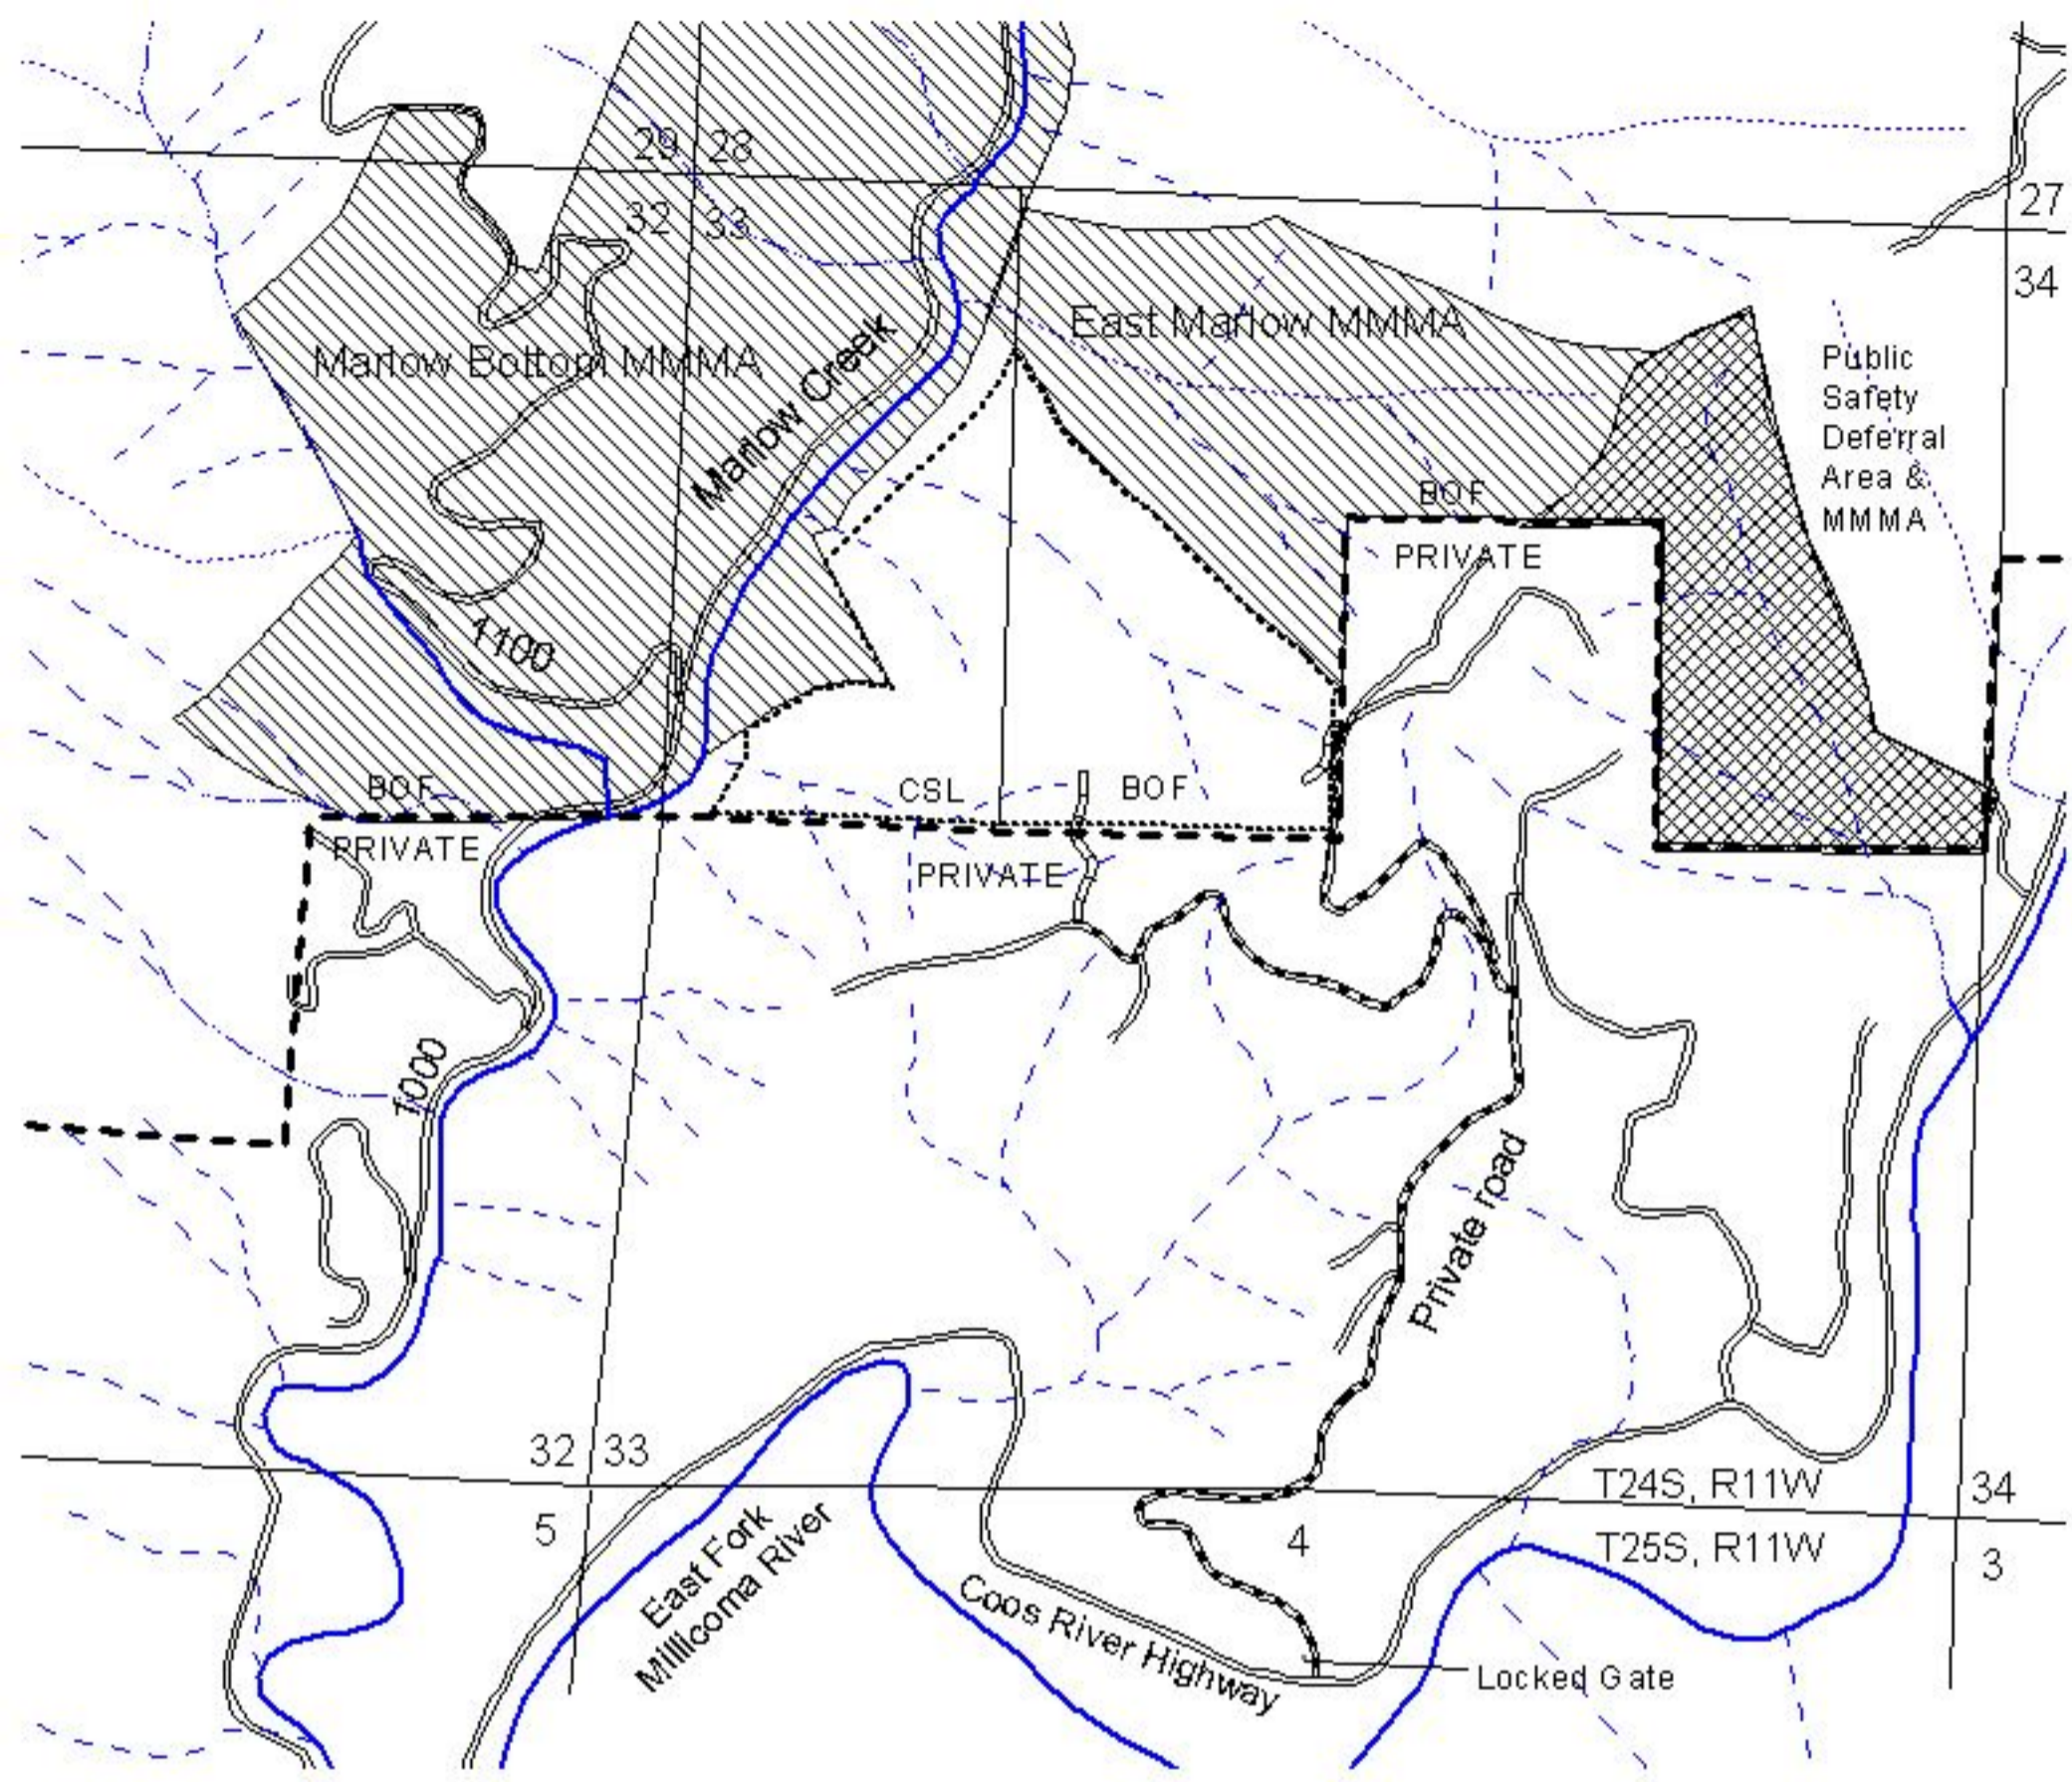 29 28
27
32 33
34
East Marlow MMMA
Marlow Bottom MMMA
Marlow Creek
Public
Safety
Deferral
Area &
MMMA
BOF
PRIVATE
1100
BOF
CSL BOF
PRIVATE
PRIVATE
1000
Private road
32 33
T24S, R11W
34
5
4
T25S, R11W
3
East Fork
Millicoma River
Coos River Highway
Locked Gate